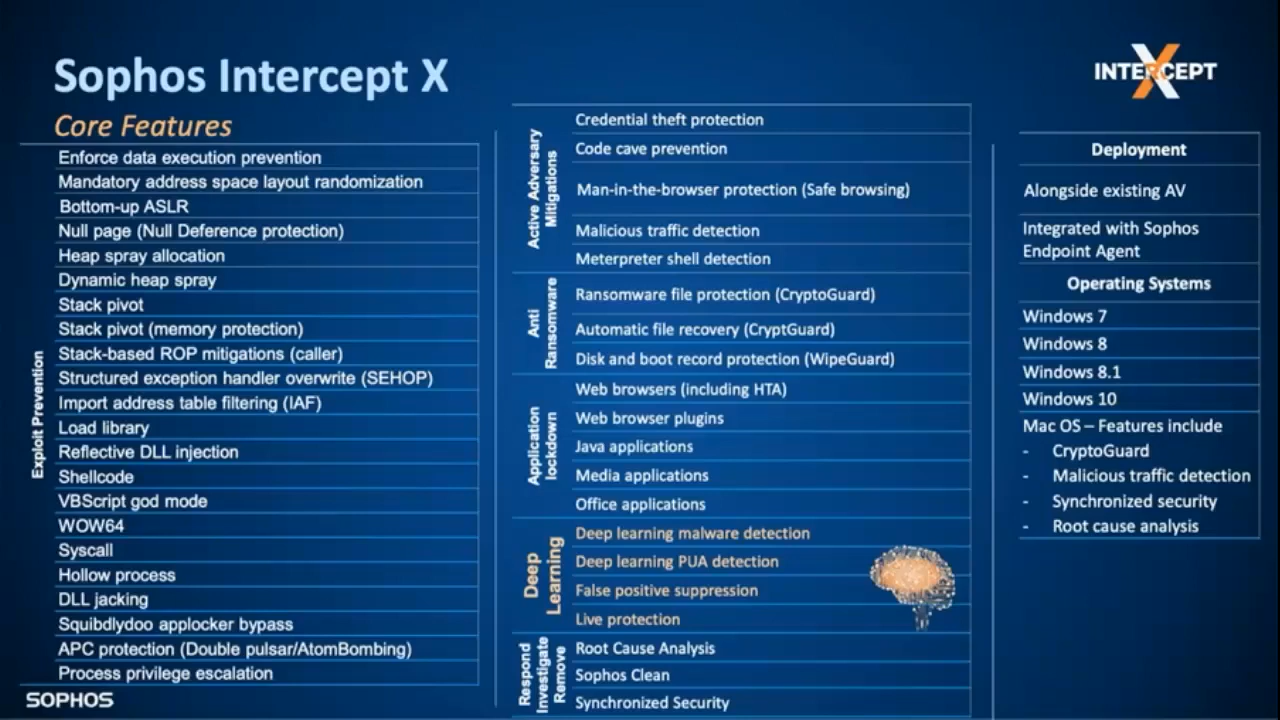 Sophos Intercept X
Core Features
Exploit Prevention
Enforce data execution prevention
Mandatory address space layout randomization
Bottom-up ASLR
Null page (Null Deference protection)
Heap spray allocation
Dynamic heap spray
Stack pivot
Stack pivot (memory protection)
Stack-based ROP mitigations (caller)
Structured exception handler overwrite (SEHOP)
Import address table filtering (IAF)
Load library
Reflective DLL injection
Shellcode
VBScript god mode
WOW64
Syscall
Hollow process
DLL jacking
Squibdlydoo applocker bypass
APC protection (Double pulsar/AtomBombing)
Process privilege escalation
SOPHOS
Active Adversary
Mitigations
Credential theft protection
Code cave prevention
Man-in-the-browser protection (Safe browsing)
Malicious traffic detection
Meterpreter shell detection
Anti
Ransomware
Ransomware file protection (CryptoGuard)
Automatic file recovery (CryptGuard)
Disk and boot record protection (WipeGuard)
Application
lockdown
Web browsers (including HTA)
Web browser plugins
Java applications
Media applications
Office applications
Deep
Learning
Deep learning malware detection
Deep learning PUA detection
False positive suppression
Live protection
Respond
Investigate
Remove
Root Cause Analysis
Sophos Clean
Synchronized Security
INTERCEPT
X
Deployment
Alongside existing AV
Integrated with Sophos
Endpoint Agent
Operating Systems
Windows 7
Windows 8
Windows 8.1
Windows 10
Mac OS – Features include
- CryptoGuard
- Malicious traffic detection
- Synchronized security
- Root cause analysis